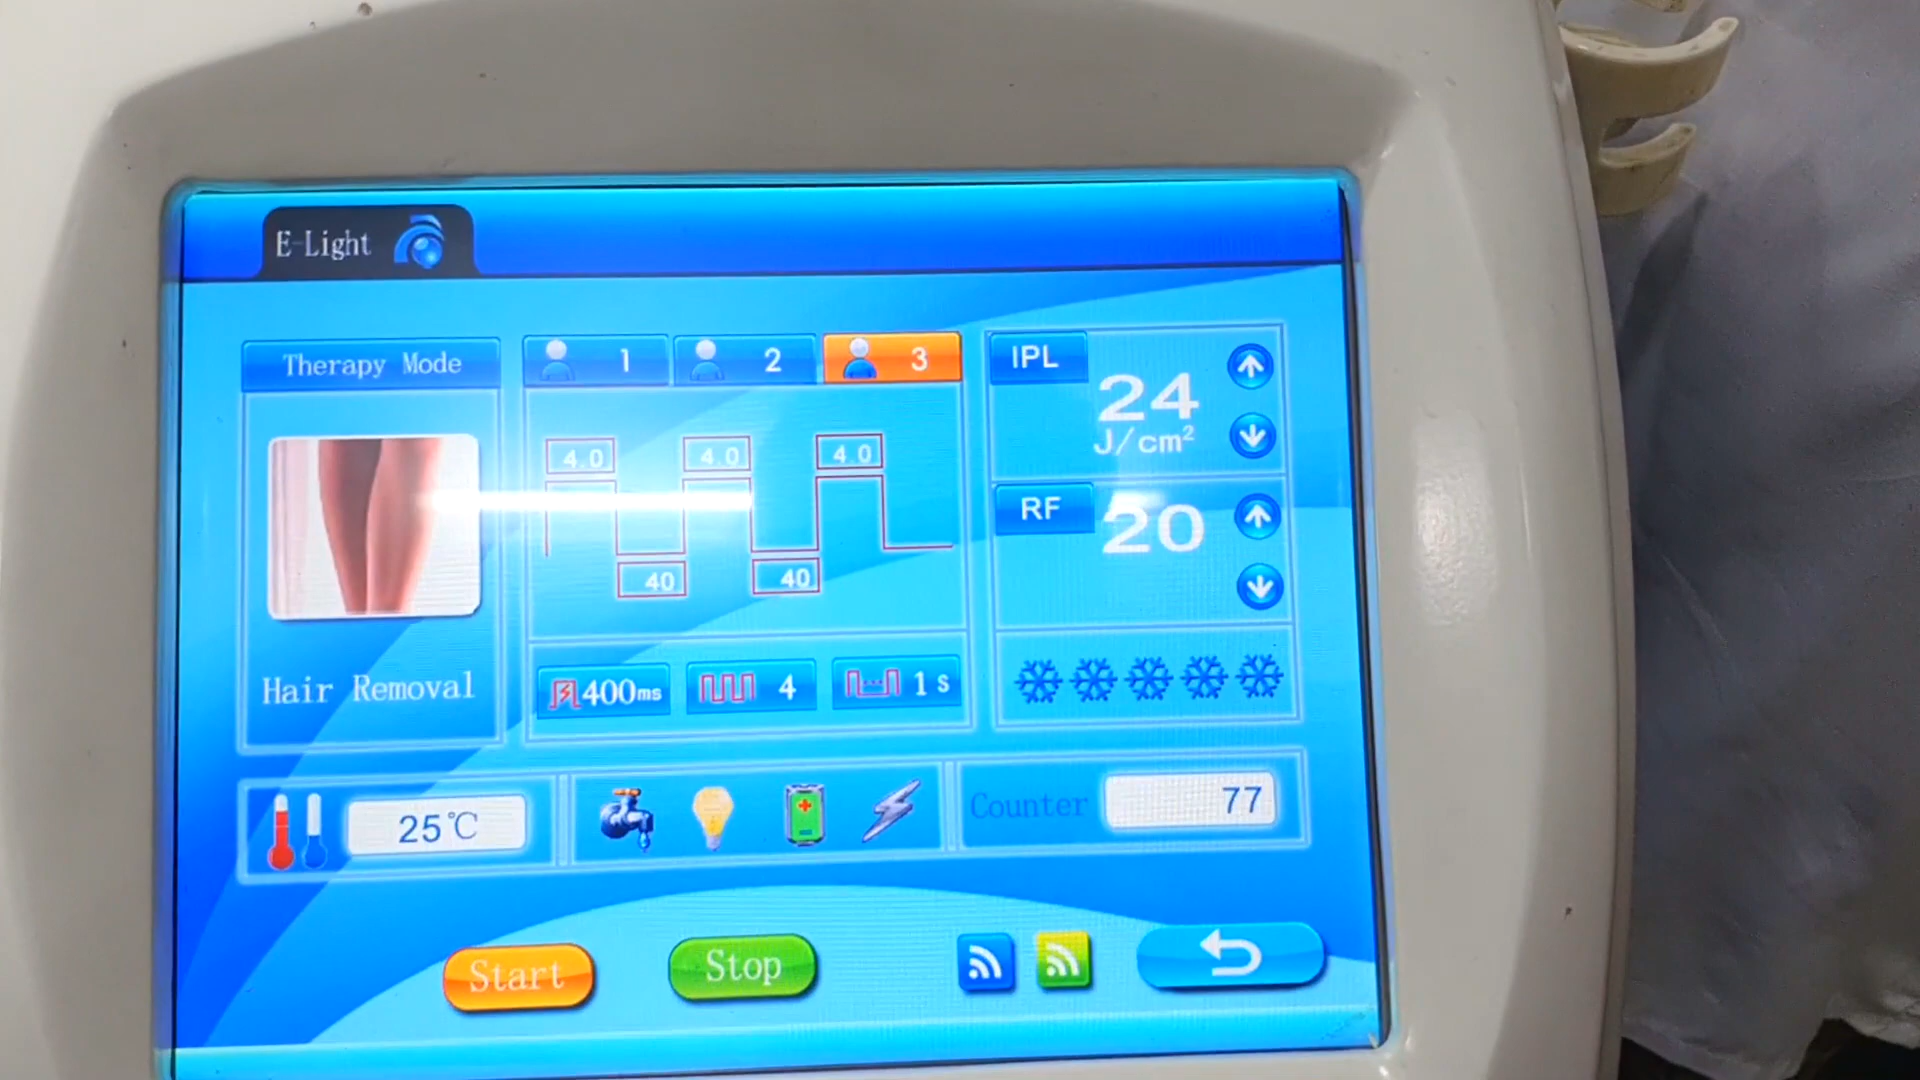 E-Light
Therapy Mode
1 2 3
IPL
24
J/cm²
4.0 4.0 4.0
RF
20
40 40
Hair Removal
400ms 4 1 S
25℃
Counter 77
Start Stop